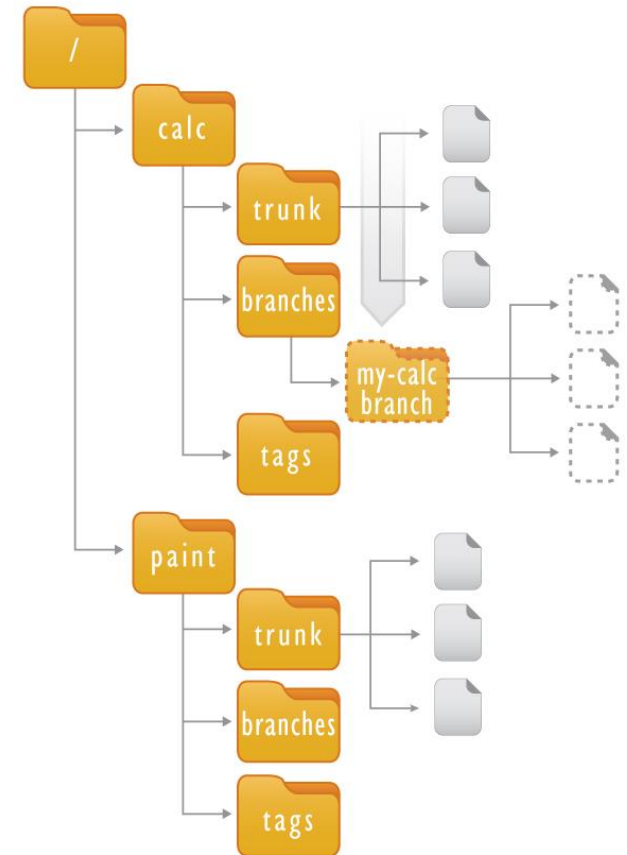 /
calc
trunk
branches
my-calc
branch
tags
paint
trunk
branches
tags